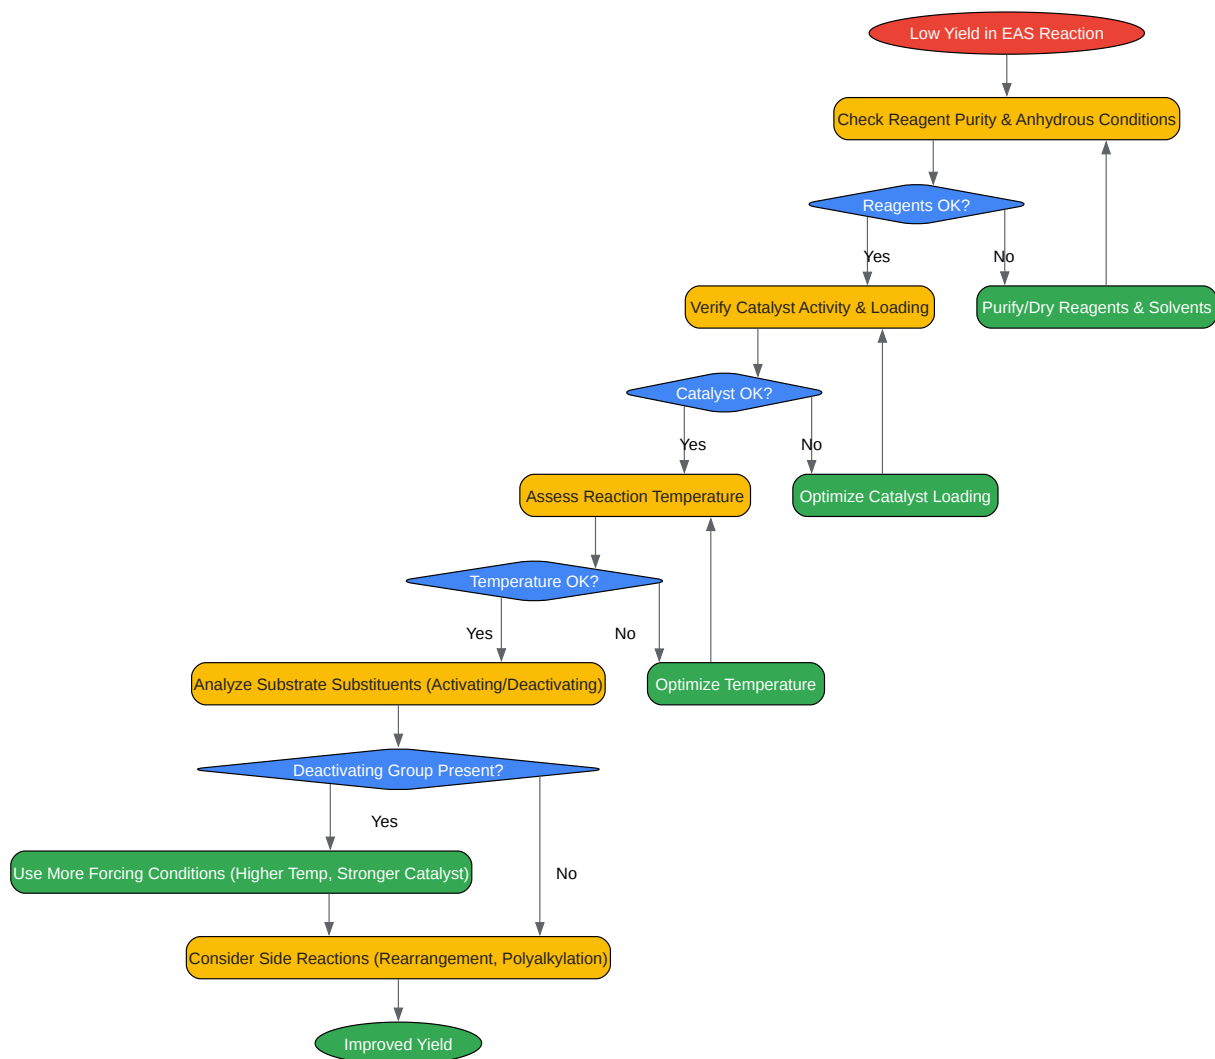 Low Yield in EAS Reaction
Check Reagent Purity & Anhydrous Conditions
Reagents OK?
Yes
No
Verify Catalyst Activity & Loading
Purify/Dry Reagents & Solvents
Catalyst OK?
Yes
No
Assess Reaction Temperature
Optimize Catalyst Loading
Temperature OK?
Yes
No
Analyze Substrate Substituents (Activating/Deactivating)
Optimize Temperature
Deactivating Group Present?
Yes
Use More Forcing Conditions (Higher Temp, Stronger Catalyst)
No
Consider Side Reactions (Rearrangement, Polyalkylation)
Improved Yield